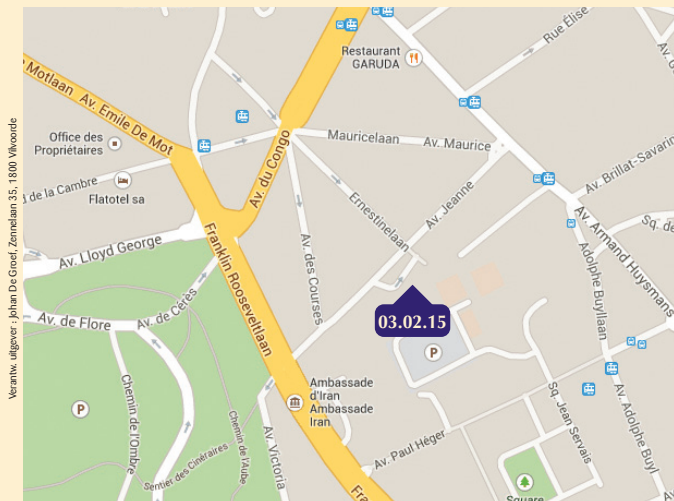 Verantw. uitgever : Johan De Groef, Zennelaan 35, 1800 Vilvoorde
Restaurant
GARUDA
Rue Élise
Motlaan Av. Emile De Mot
Office des
Propriétaires
Mauricelaan
Av. Maurice
Av. du Congo
d de la Cambre
Flatotel sa
Ernestinelaan
Av. Jeanne
Av. Brillat-Savarin
Av. Lloyd George
Franklin Rooseveltlaan
Av. des Courses
Av. Armand Huysmans
Sq. de
Adolphe Buyllaan
03.02.15
Av. de Flore
Av. de Cérès
P
P
Chemin de l'Ombre
Chemin de l'Aube
Sentier des Cinéraires
Av. Victoria
Ambassade
d'Iran
Ambassade
Iran
Av. Paul Héger
Sq. Jean Servais
Av. Adolphe Buyl
Square
Fra